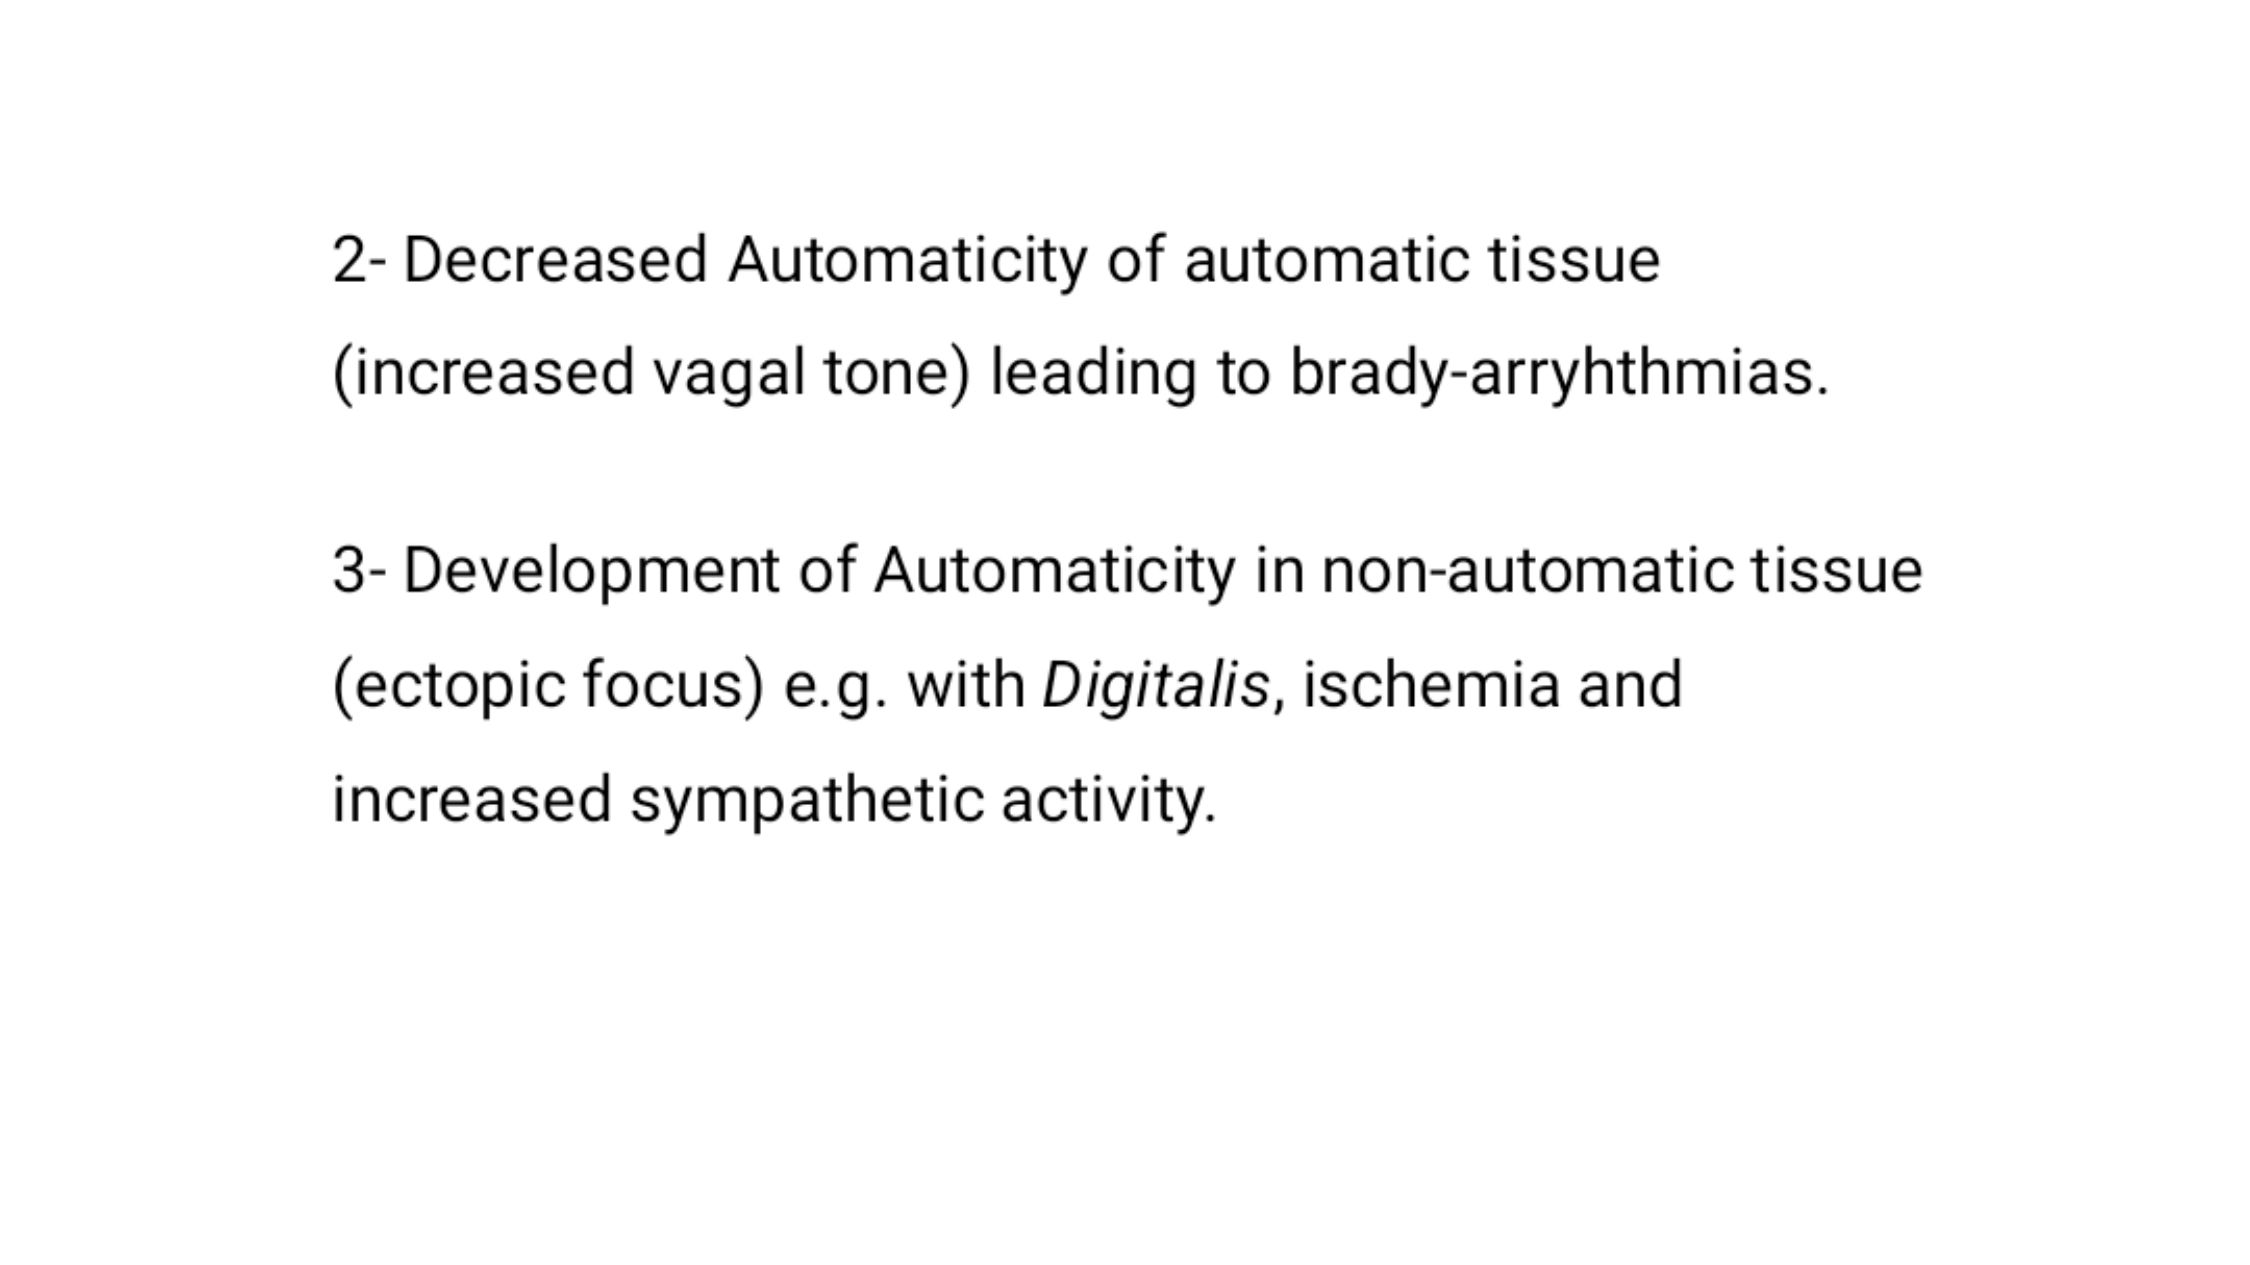 2- Decreased Automaticity of automatic tissue
(increased vagal tone) leading to brady-arryhthmias.
3- Development of Automaticity in non-automatic tissue
(ectopic focus) e.g. with Digitalis, ischemia and
increased sympathetic activity.